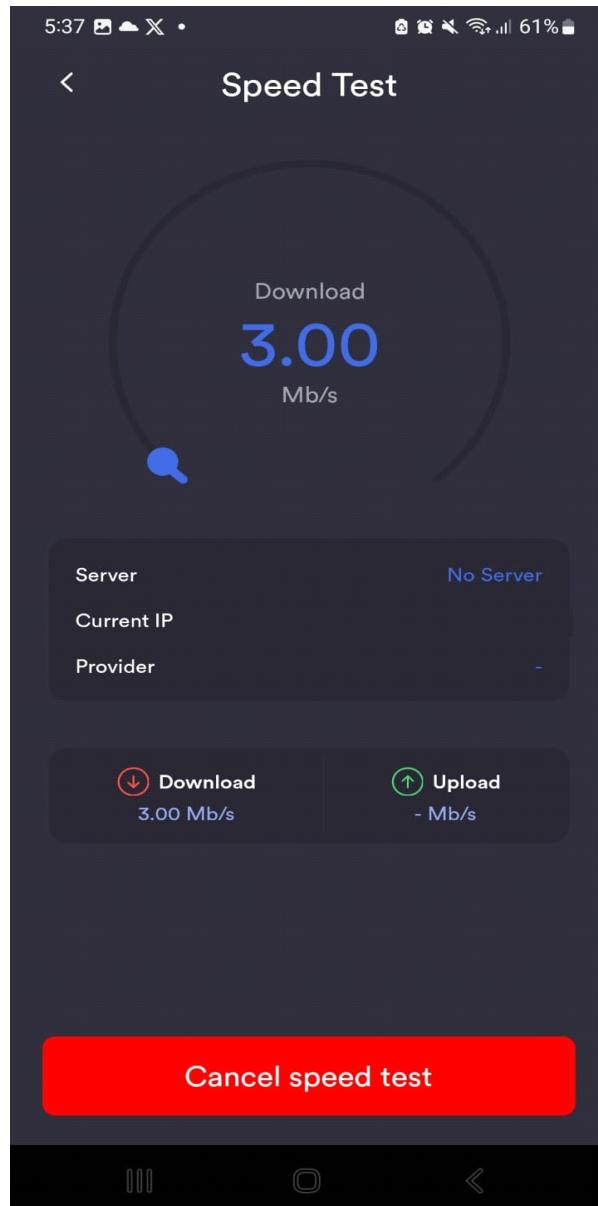 5:37 61%
Speed Test
Download
3.00
Mb/s
Server No Server
Current IP
Provider -
Download Upload
3.00 Mb/s - Mb/s
Cancel speed test